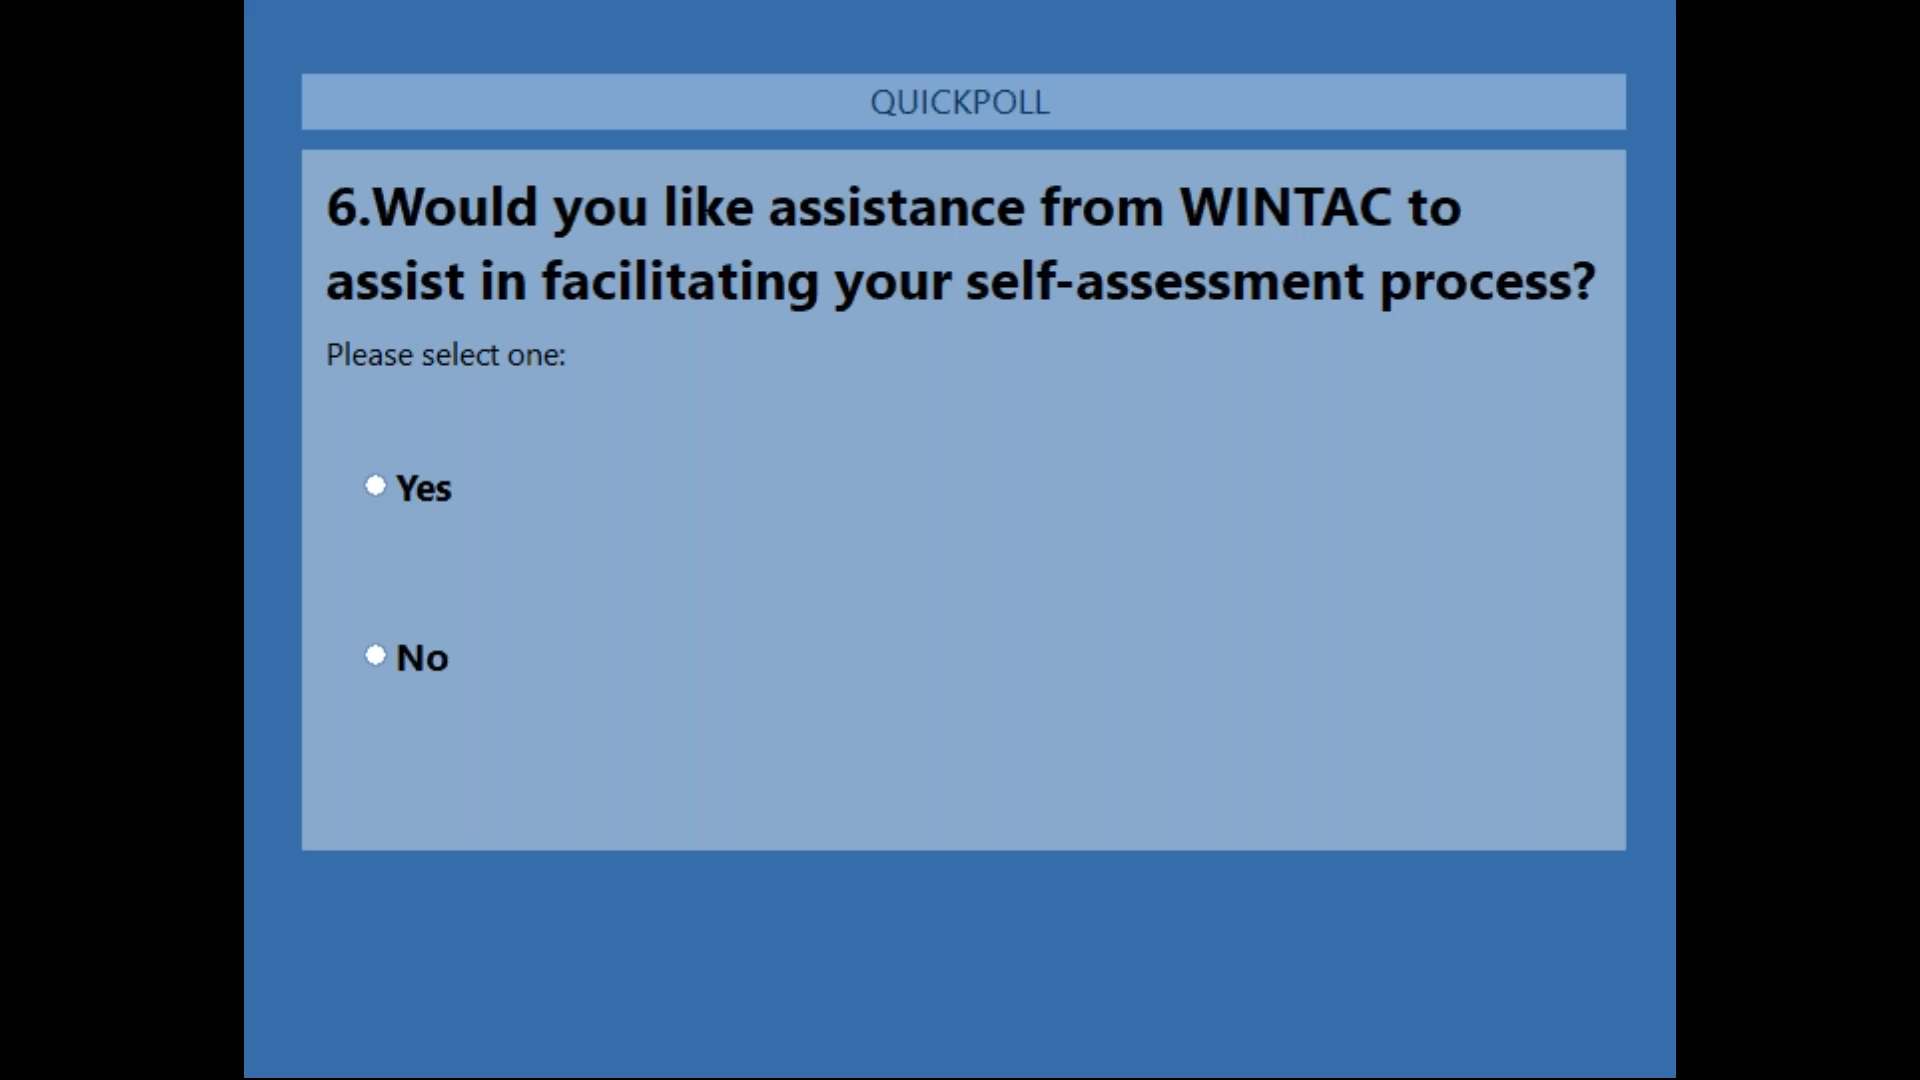 QUICKPOLL
6.Would you like assistance from WINTAC to
assist in facilitating your self-assessment process?
Please select one:
Yes
No